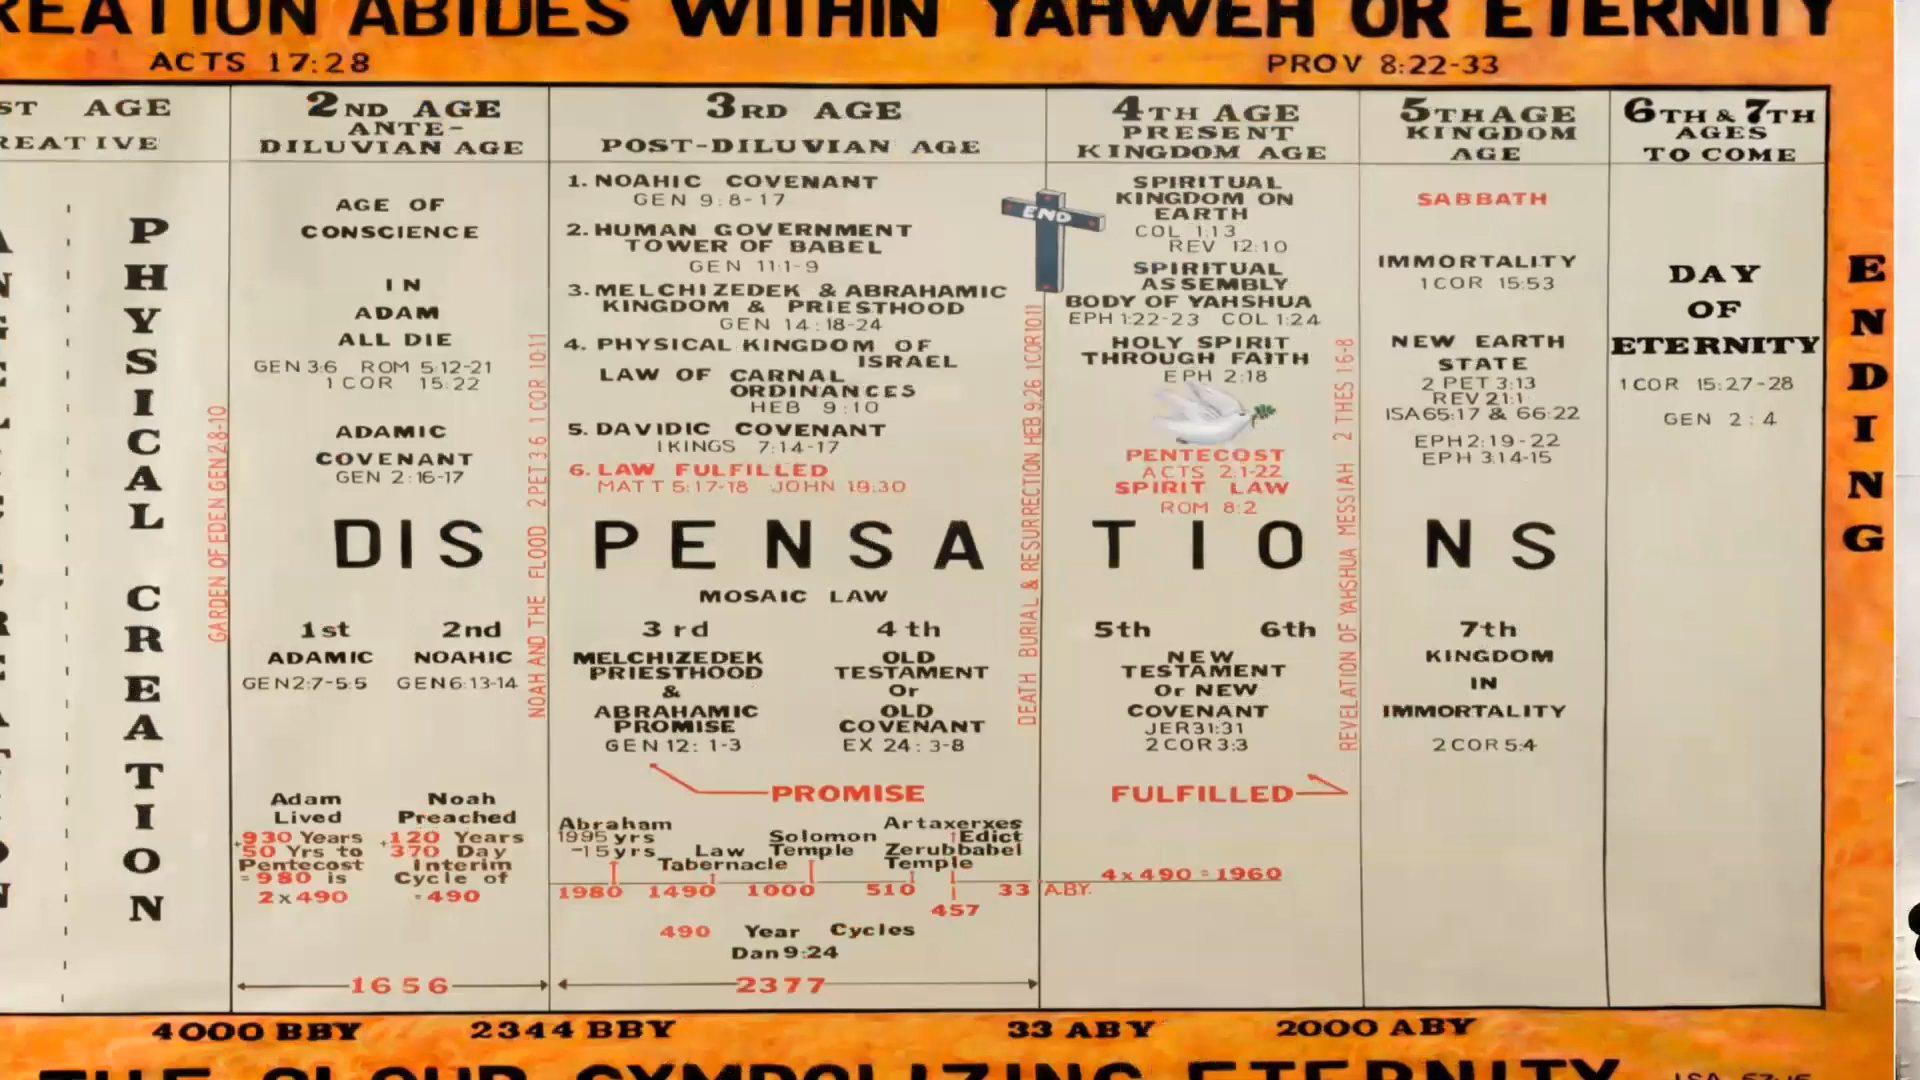 REATION ABIDES WITHIN YAHWEH OR ETERNITY
ACTS 17:28
PROV 8:22-33
ST AGE
REATIVE
PHYSICAL CREATION
GARDEN OF EDEN GEN 2:8-10
2ND AGE
ANTE-
DILUVIAN AGE
AGE OF
CONSCIENCE
IN
ADAM
ALL DIE
GEN 3:6 ROM 5:12-21
1 COR 15:22
ADAMIC
COVENANT
GEN 2:16-17
NOAH AND THE FLOOD 2 PET 3:6 1 COR 10:11
3RD AGE
POST-DILUVIAN AGE
1. NOAHIC COVENANT
GEN 9:8-17
2. HUMAN GOVERNMENT
TOWER OF BABEL
GEN 11:1-9
3. MELCHIZEDEK & ABRAHAMIC
KINGDOM & PRIESTHOOD
GEN 14:18-24
4. PHYSICAL KINGDOM OF
ISRAEL
LAW OF CARNAL
ORDINANCES
HEB 9:10
5. DAVIDIC COVENANT
1 KINGS 7:14-17
6. LAW FULFILLED
MATT 5:17-18 JOHN 19:30
END
DEATH BURIAL & RESURRECTION HEB 9:26 1COR10:11
4TH AGE
PRESENT
KINGDOM AGE
SPIRITUAL
KINGDOM ON
EARTH
COL 1:13
REV 12:10
SPIRITUAL
ASSEMBLY
BODY OF YAHSHUA
EPH 1:22-23 COL 1:24
HOLY SPIRIT
THROUGH FAITH
EPH 2:18
PENTECOST
ACTS 2:1-22
SPIRIT LAW
ROM 8:2
REVELATION OF YAHSHUA MESSIAH 2 THES 1:6-8
5TH AGE
KINGDOM
AGE
SABBATH
IMMORTALITY
1 COR 15:53
NEW EARTH
STATE
2 PET 3:13
REV 21:1
ISA 65:17 & 66:22
EPH 2:19-22
EPH 3:14-15
6TH & 7TH
AGES
TO COME
DAY
OF
ETERNITY
1 COR 15:27-28
GEN 2:4
ENDING
DISPENSATIONS
MOSAIC LAW
1st 2nd 3rd 4th 5th 6th 7th
ADAMIC
GEN 2:7-5:5
NOAHIC
GEN 6:13-14
MELCHIZEDEK
PRIESTHOOD
&
ABRAHAMIC
PROMISE
GEN 12:1-3
OLD
TESTAMENT
Or
OLD
COVENANT
EX 24:3-8
NEW
TESTAMENT
Or NEW
COVENANT
JER 31:31
2 COR 3:3
KINGDOM
IN
IMMORTALITY
2 COR 5:4
PROMISE
FULFILLED
Adam
Lived
930 Years
+50 Yrs to
Pentecost
=980 is
2x490
Noah
Preached
120 Years
+370 Day
Interim
Cycle of
=490
Abraham
1995 yrs
-15 yrs
Law
Tabernacle
Solomon
Temple
Artaxerxes
Edict
Zerubbabel
Temple
1980 1490 1000 510 33 ABY.
457
4x490=1960
490 Year Cycles
Dan 9:24
1656
2377
4000 BBY
2344 BBY
33 ABY
2000 ABY
THE CLOUD SYMBOLIZING ETERNITY